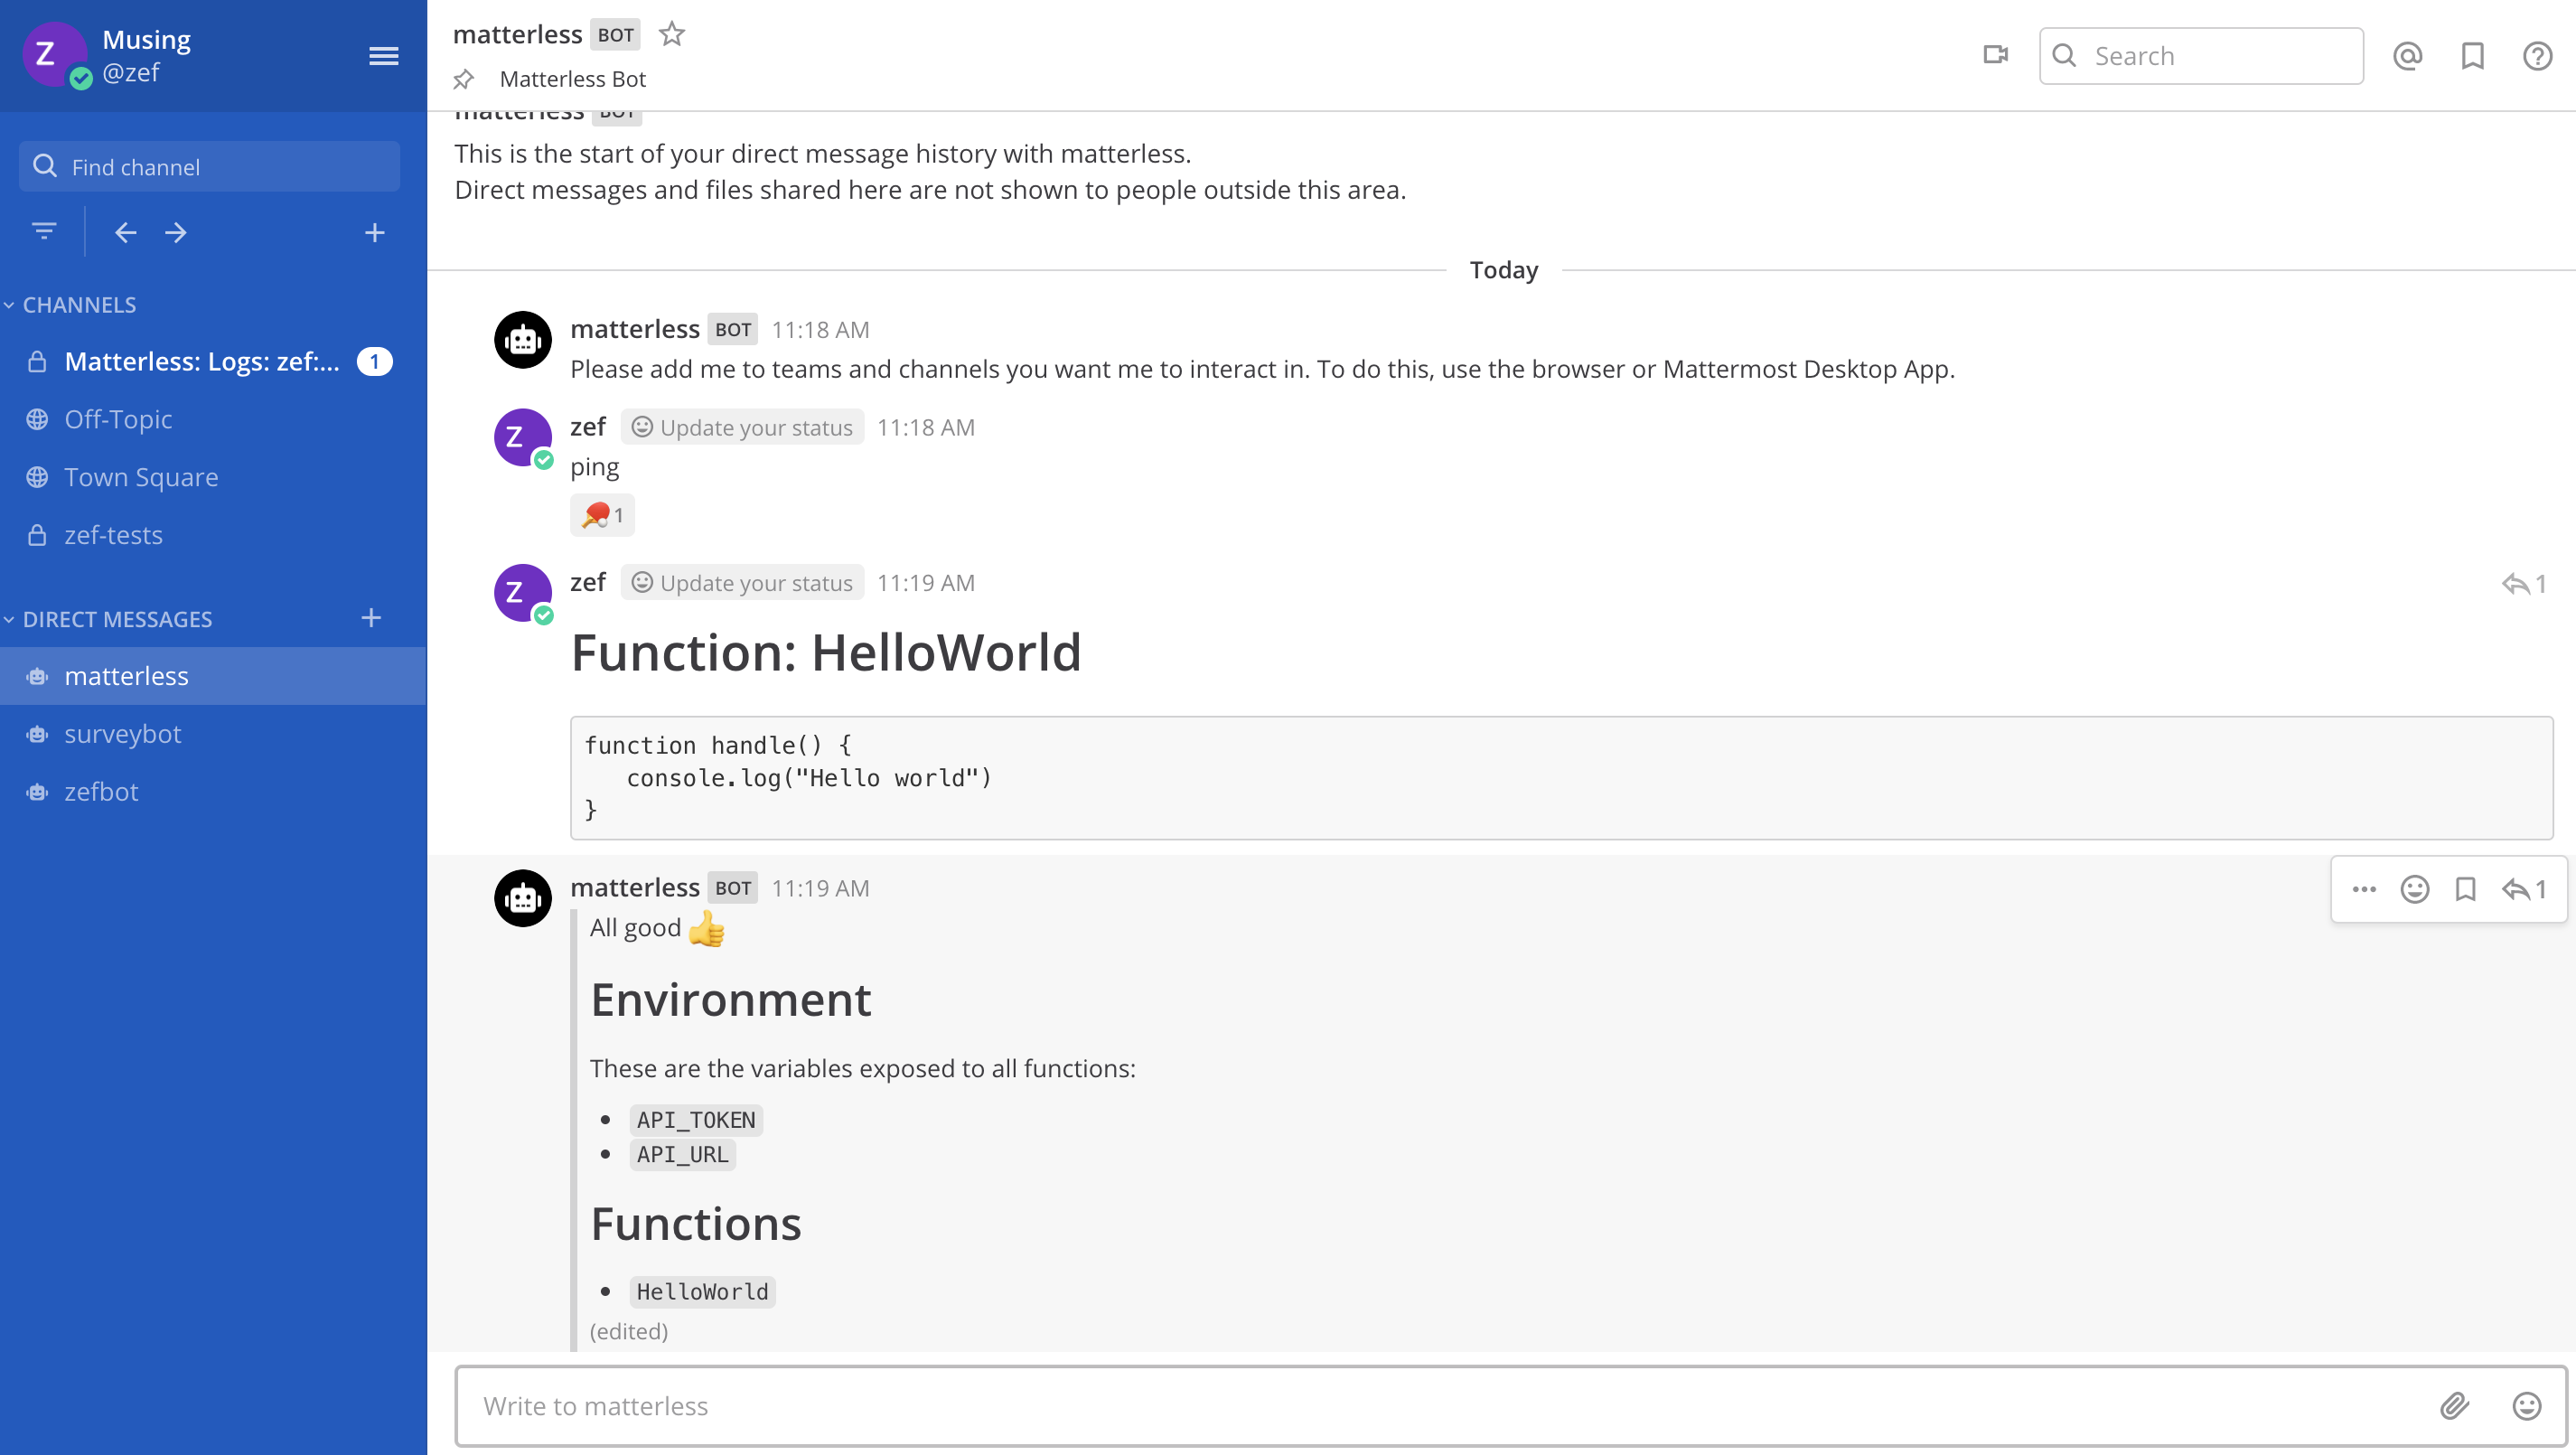 Z
Musing
@zef
Find channel
CHANNELS
Matterless: Logs: zef:... 1
Off-Topic
Town Square
zef-tests
DIRECT MESSAGES
matterless
surveybot
zefbot
matterless BOT
Matterless Bot
Search
matterless BOT
This is the start of your direct message history with matterless.
Direct messages and files shared here are not shown to people outside this area.
Today
matterless BOT 11:18 AM
Please add me to teams and channels you want me to interact in. To do this, use the browser or Mattermost Desktop App.
Z zef Update your status 11:18 AM
ping
1
Z zef Update your status 11:19 AM 1
Function: HelloWorld
function handle() {
   console.log("Hello world")
}
matterless BOT 11:19 AM 1
All good
Environment
These are the variables exposed to all functions:
• API_TOKEN
• API_URL
Functions
• HelloWorld
(edited)
Write to matterless